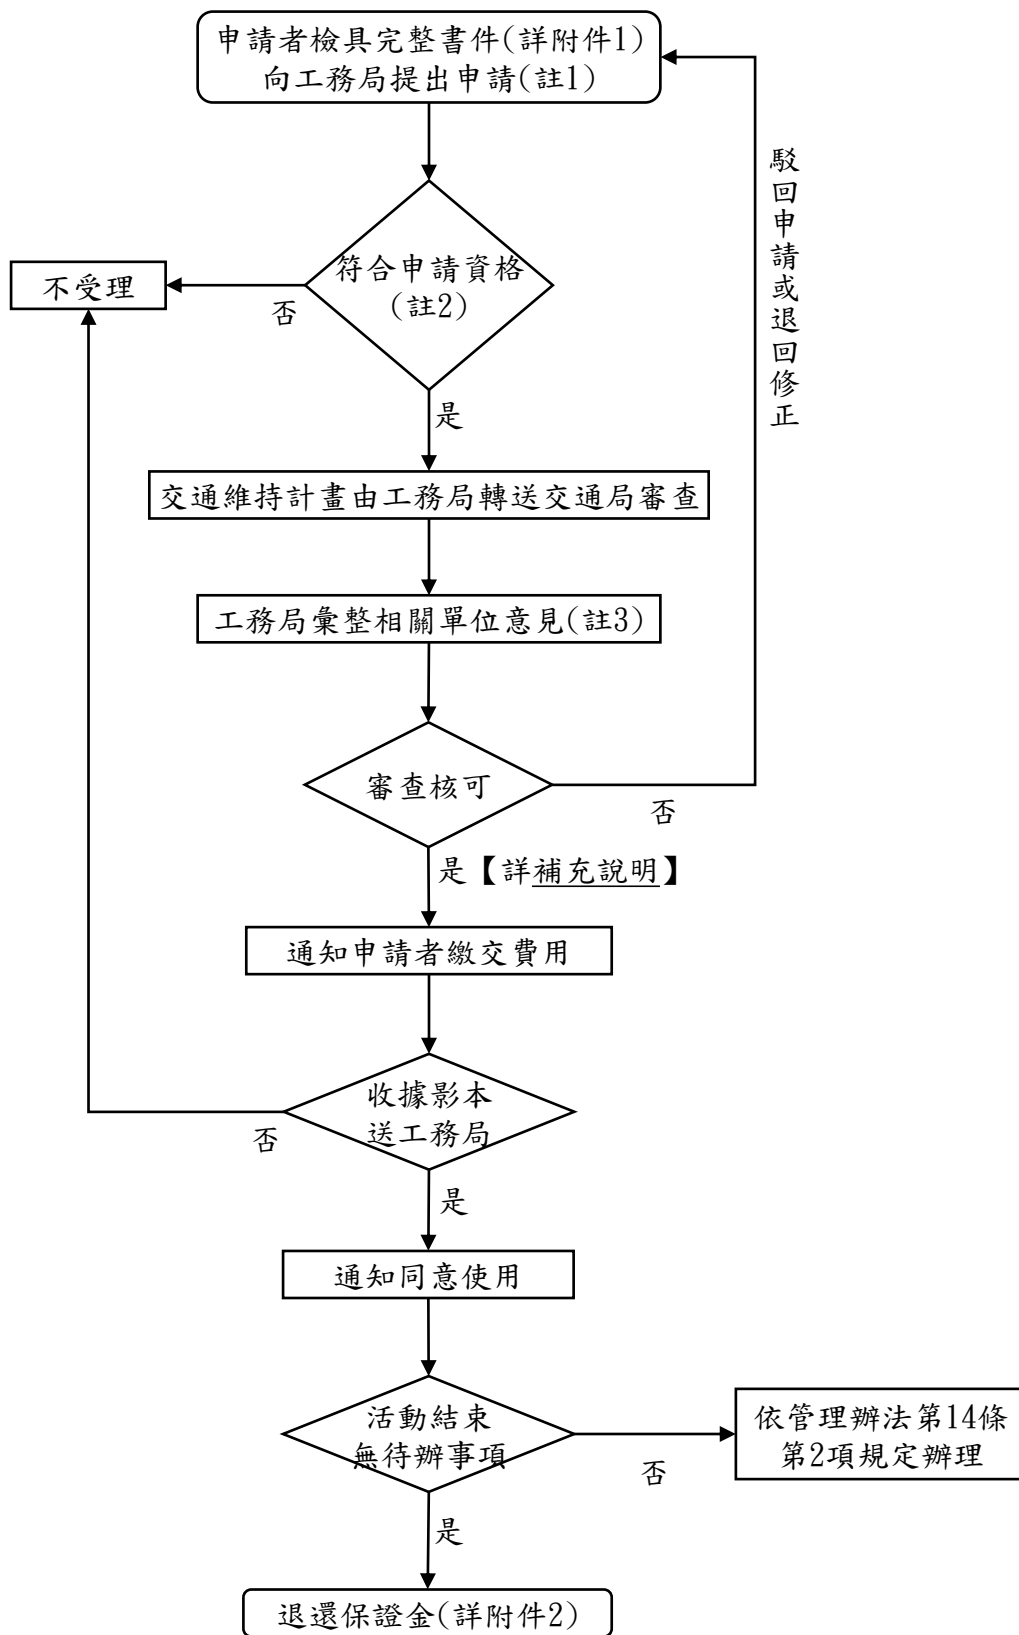 申請者檢具完整書件(詳附件1)
向工務局提出申請(註1)
駁回申請或退回修正
符合申請資格
(註2)
不受理
否
是
交通維持計畫由工務局轉送交通局審查
工務局彙整相關單位意見(註3)
審查核可
否
是【詳補充說明】
通知申請者繳交費用
收據影本
送工務局
否
是
通知同意使用
活動結束
無待辦事項
依管理辦法第14條
第2項規定辦理
否
是
退還保證金(詳附件2)